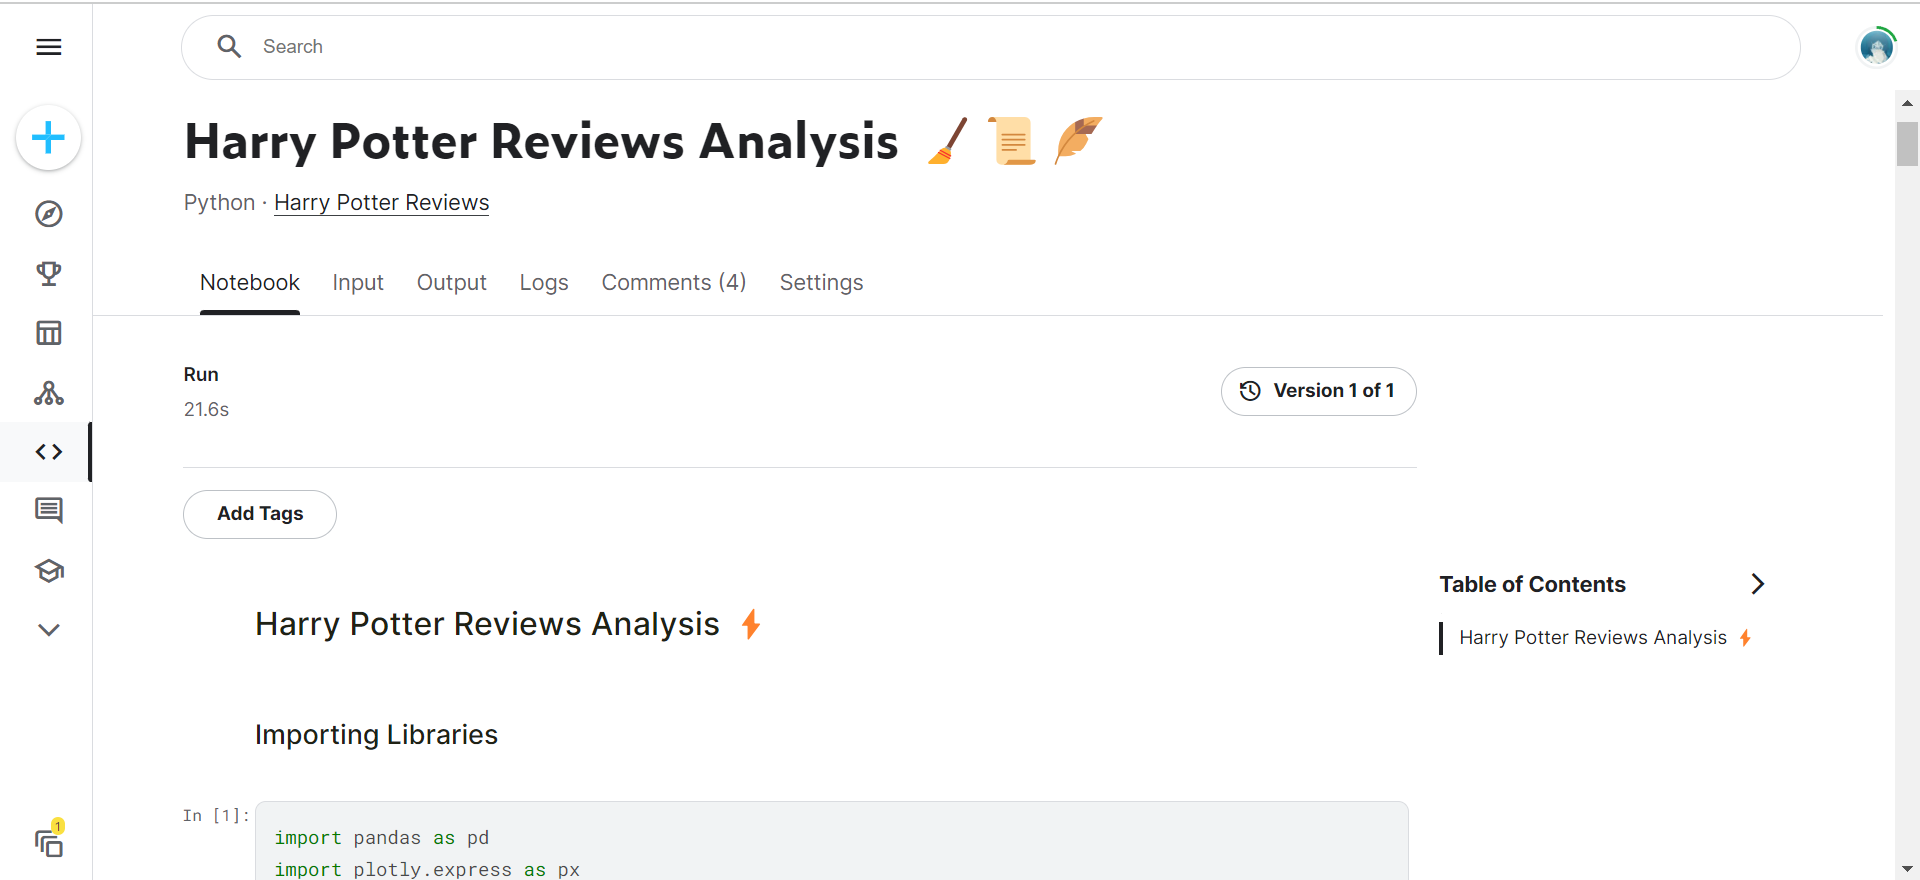 Search
Harry Potter Reviews Analysis 🧹 📜 🪶
Python · Harry Potter Reviews
Notebook Input Output Logs Comments (4) Settings
Run
21.6s
Version 1 of 1
Add Tags
Harry Potter Reviews Analysis ⚡
Table of Contents
Harry Potter Reviews Analysis ⚡
Importing Libraries
In [1]:
import pandas as pd
import plotly.express as px
1